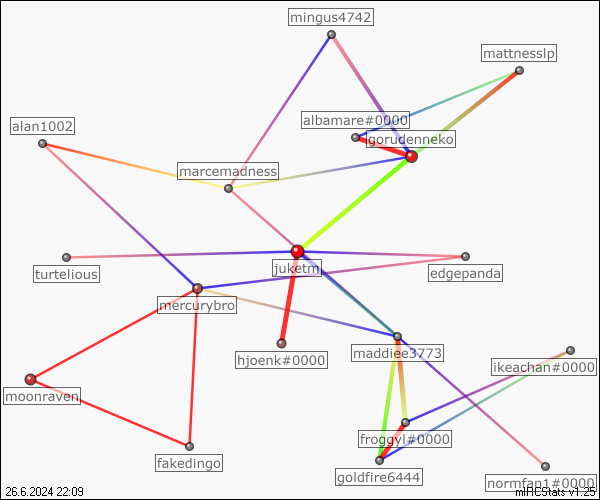 mingus4742
mattnesslp
albamare#0000
alan1002
gorudenneko
marcemadness
juketm
turtelious
edgepanda
mercurybro
maddiee3773
hjoenk#0000
ikeachan#0000
moonraven
froggyl#0000
fakedingo
goldfire6444
normfan1#0000
26.6.2024 22:09
mIRCStats v1.25